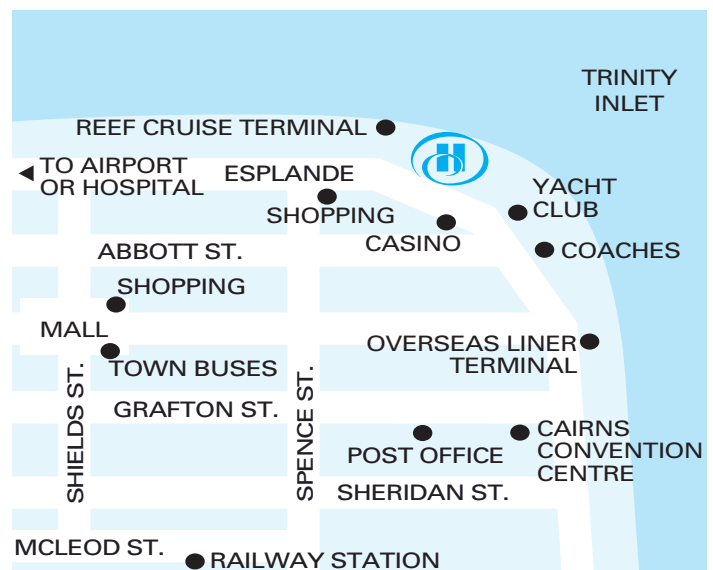 TRINITY
INLET
REEF CRUISE TERMINAL
TO AIRPORT
OR HOSPITAL
ESPLANDE
H
YACHT
CLUB
SHOPPING
CASINO
ABBOTT ST.
COACHES
SHOPPING
MALL
OVERSEAS LINER
TERMINAL
TOWN BUSES
SHIELDS ST.
GRAFTON ST.
SPENCE ST.
POST OFFICE
CAIRNS
CONVENTION
CENTRE
SHERIDAN ST.
MCLEOD ST.
RAILWAY STATION